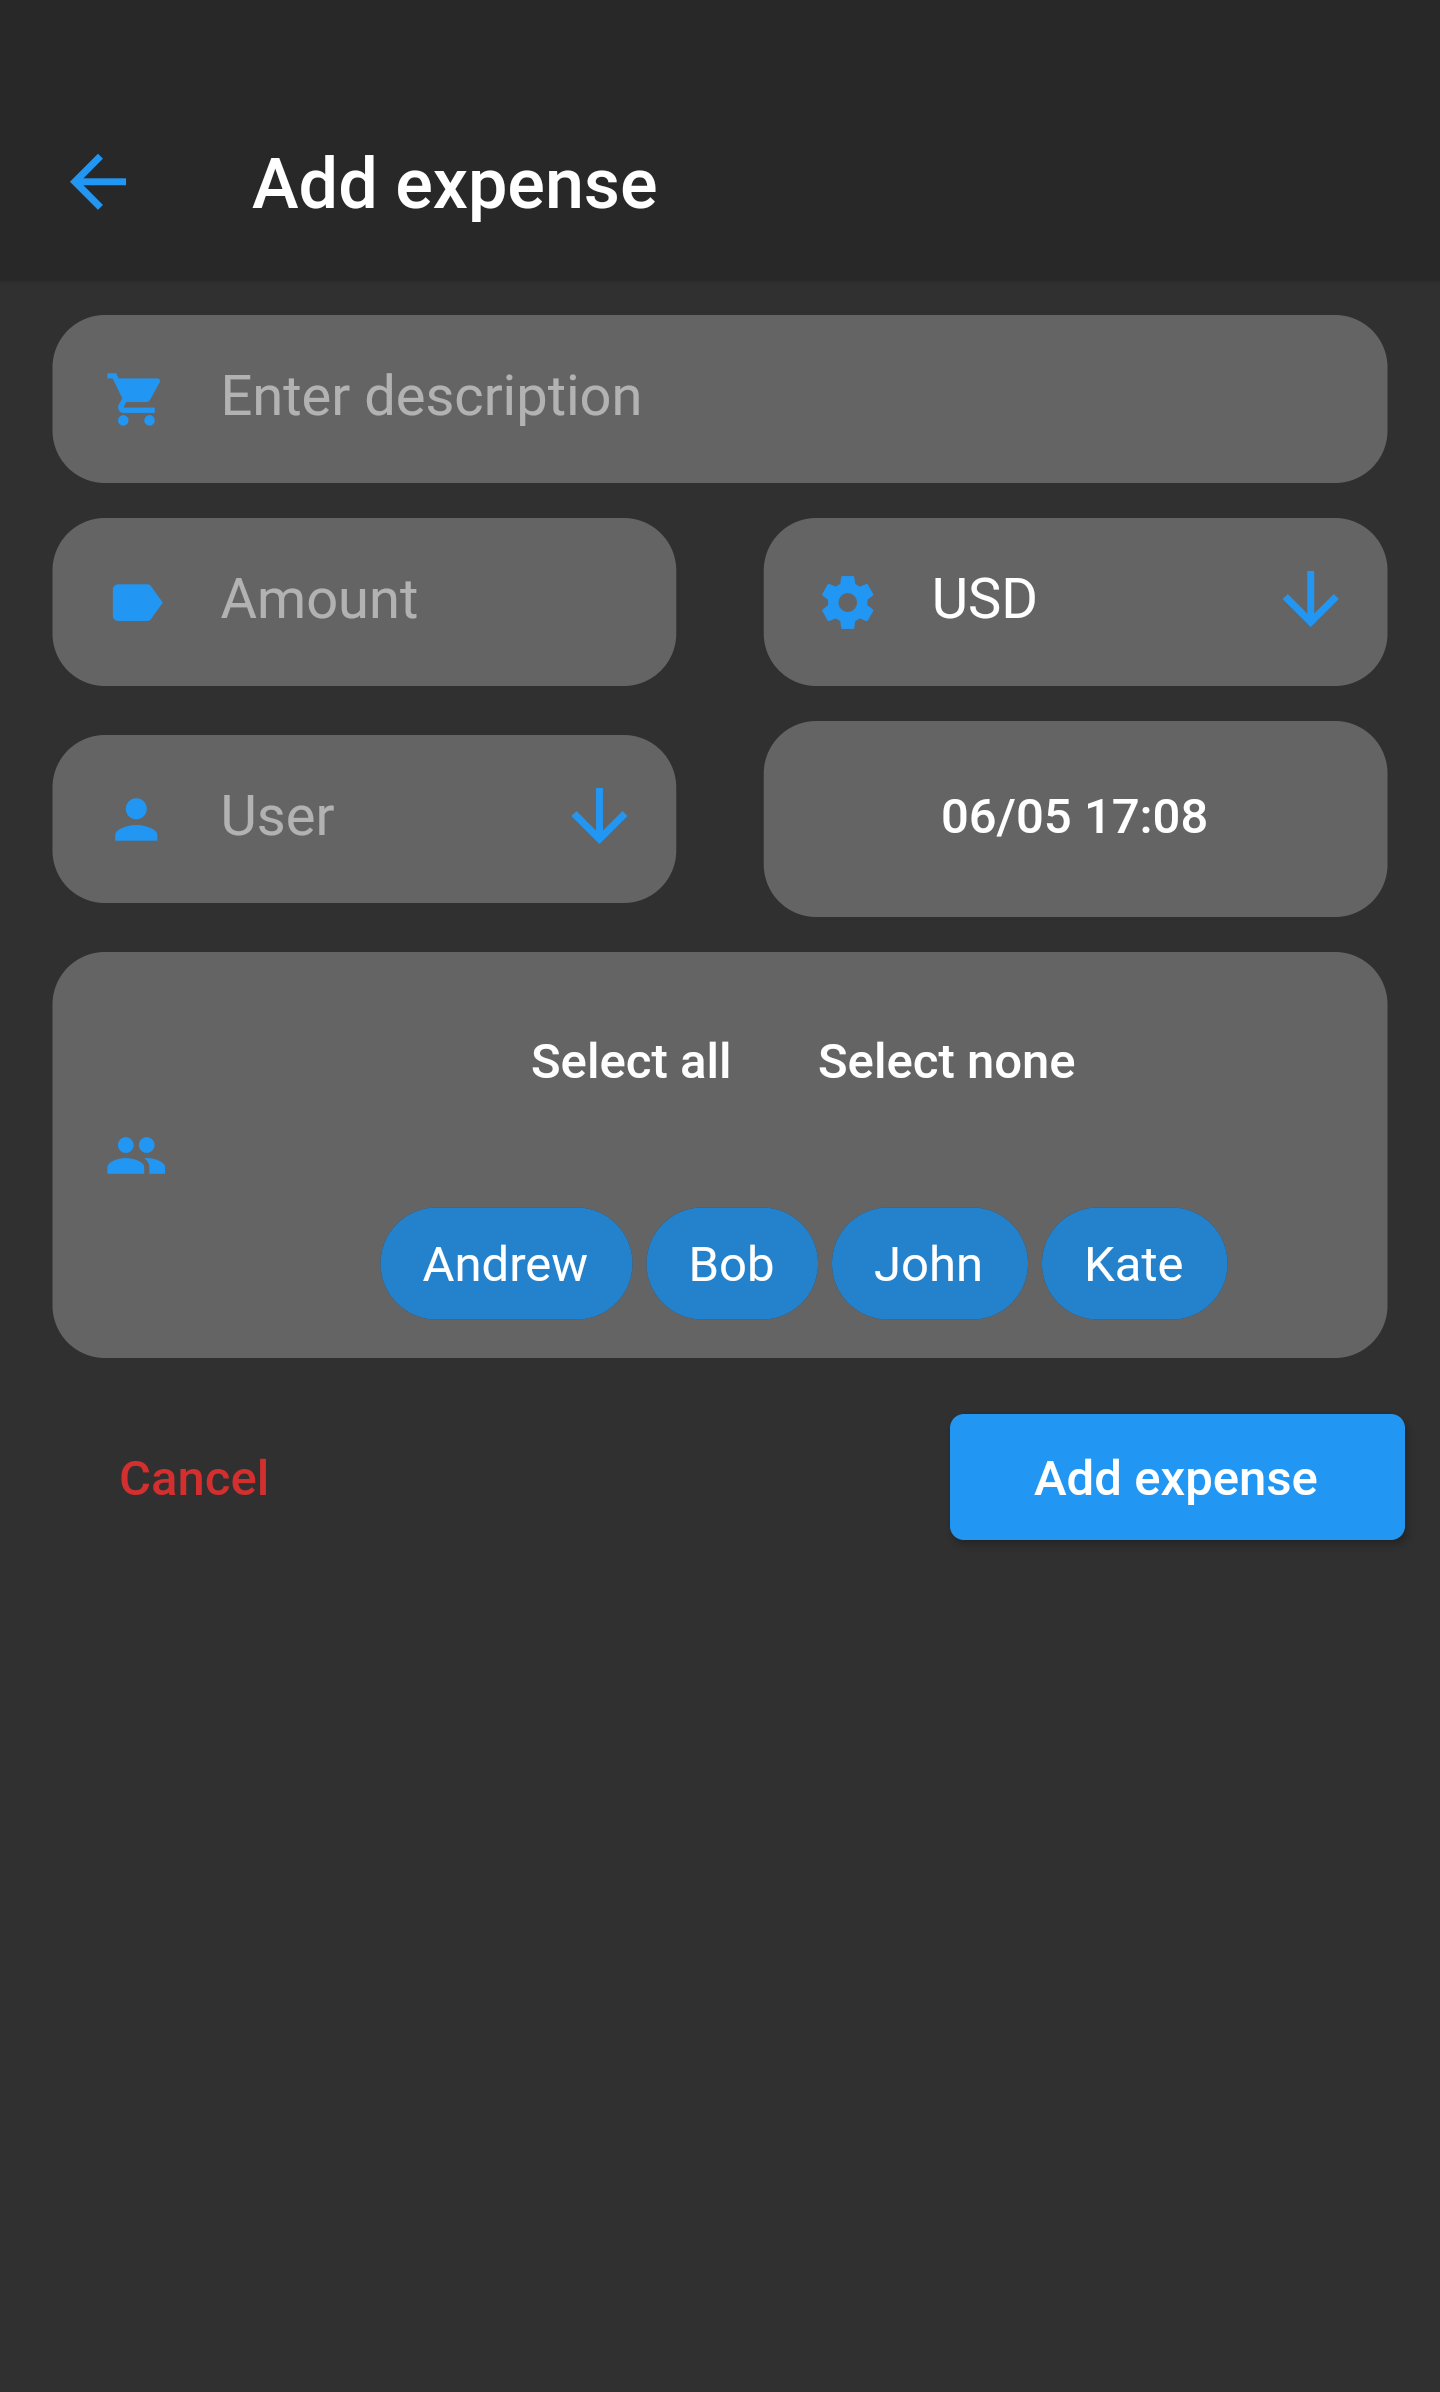 Add expense
Enter description
Amount
USD
User
06/05 17:08
Select all
Select none
Andrew
Bob
John
Kate
Cancel
Add expense